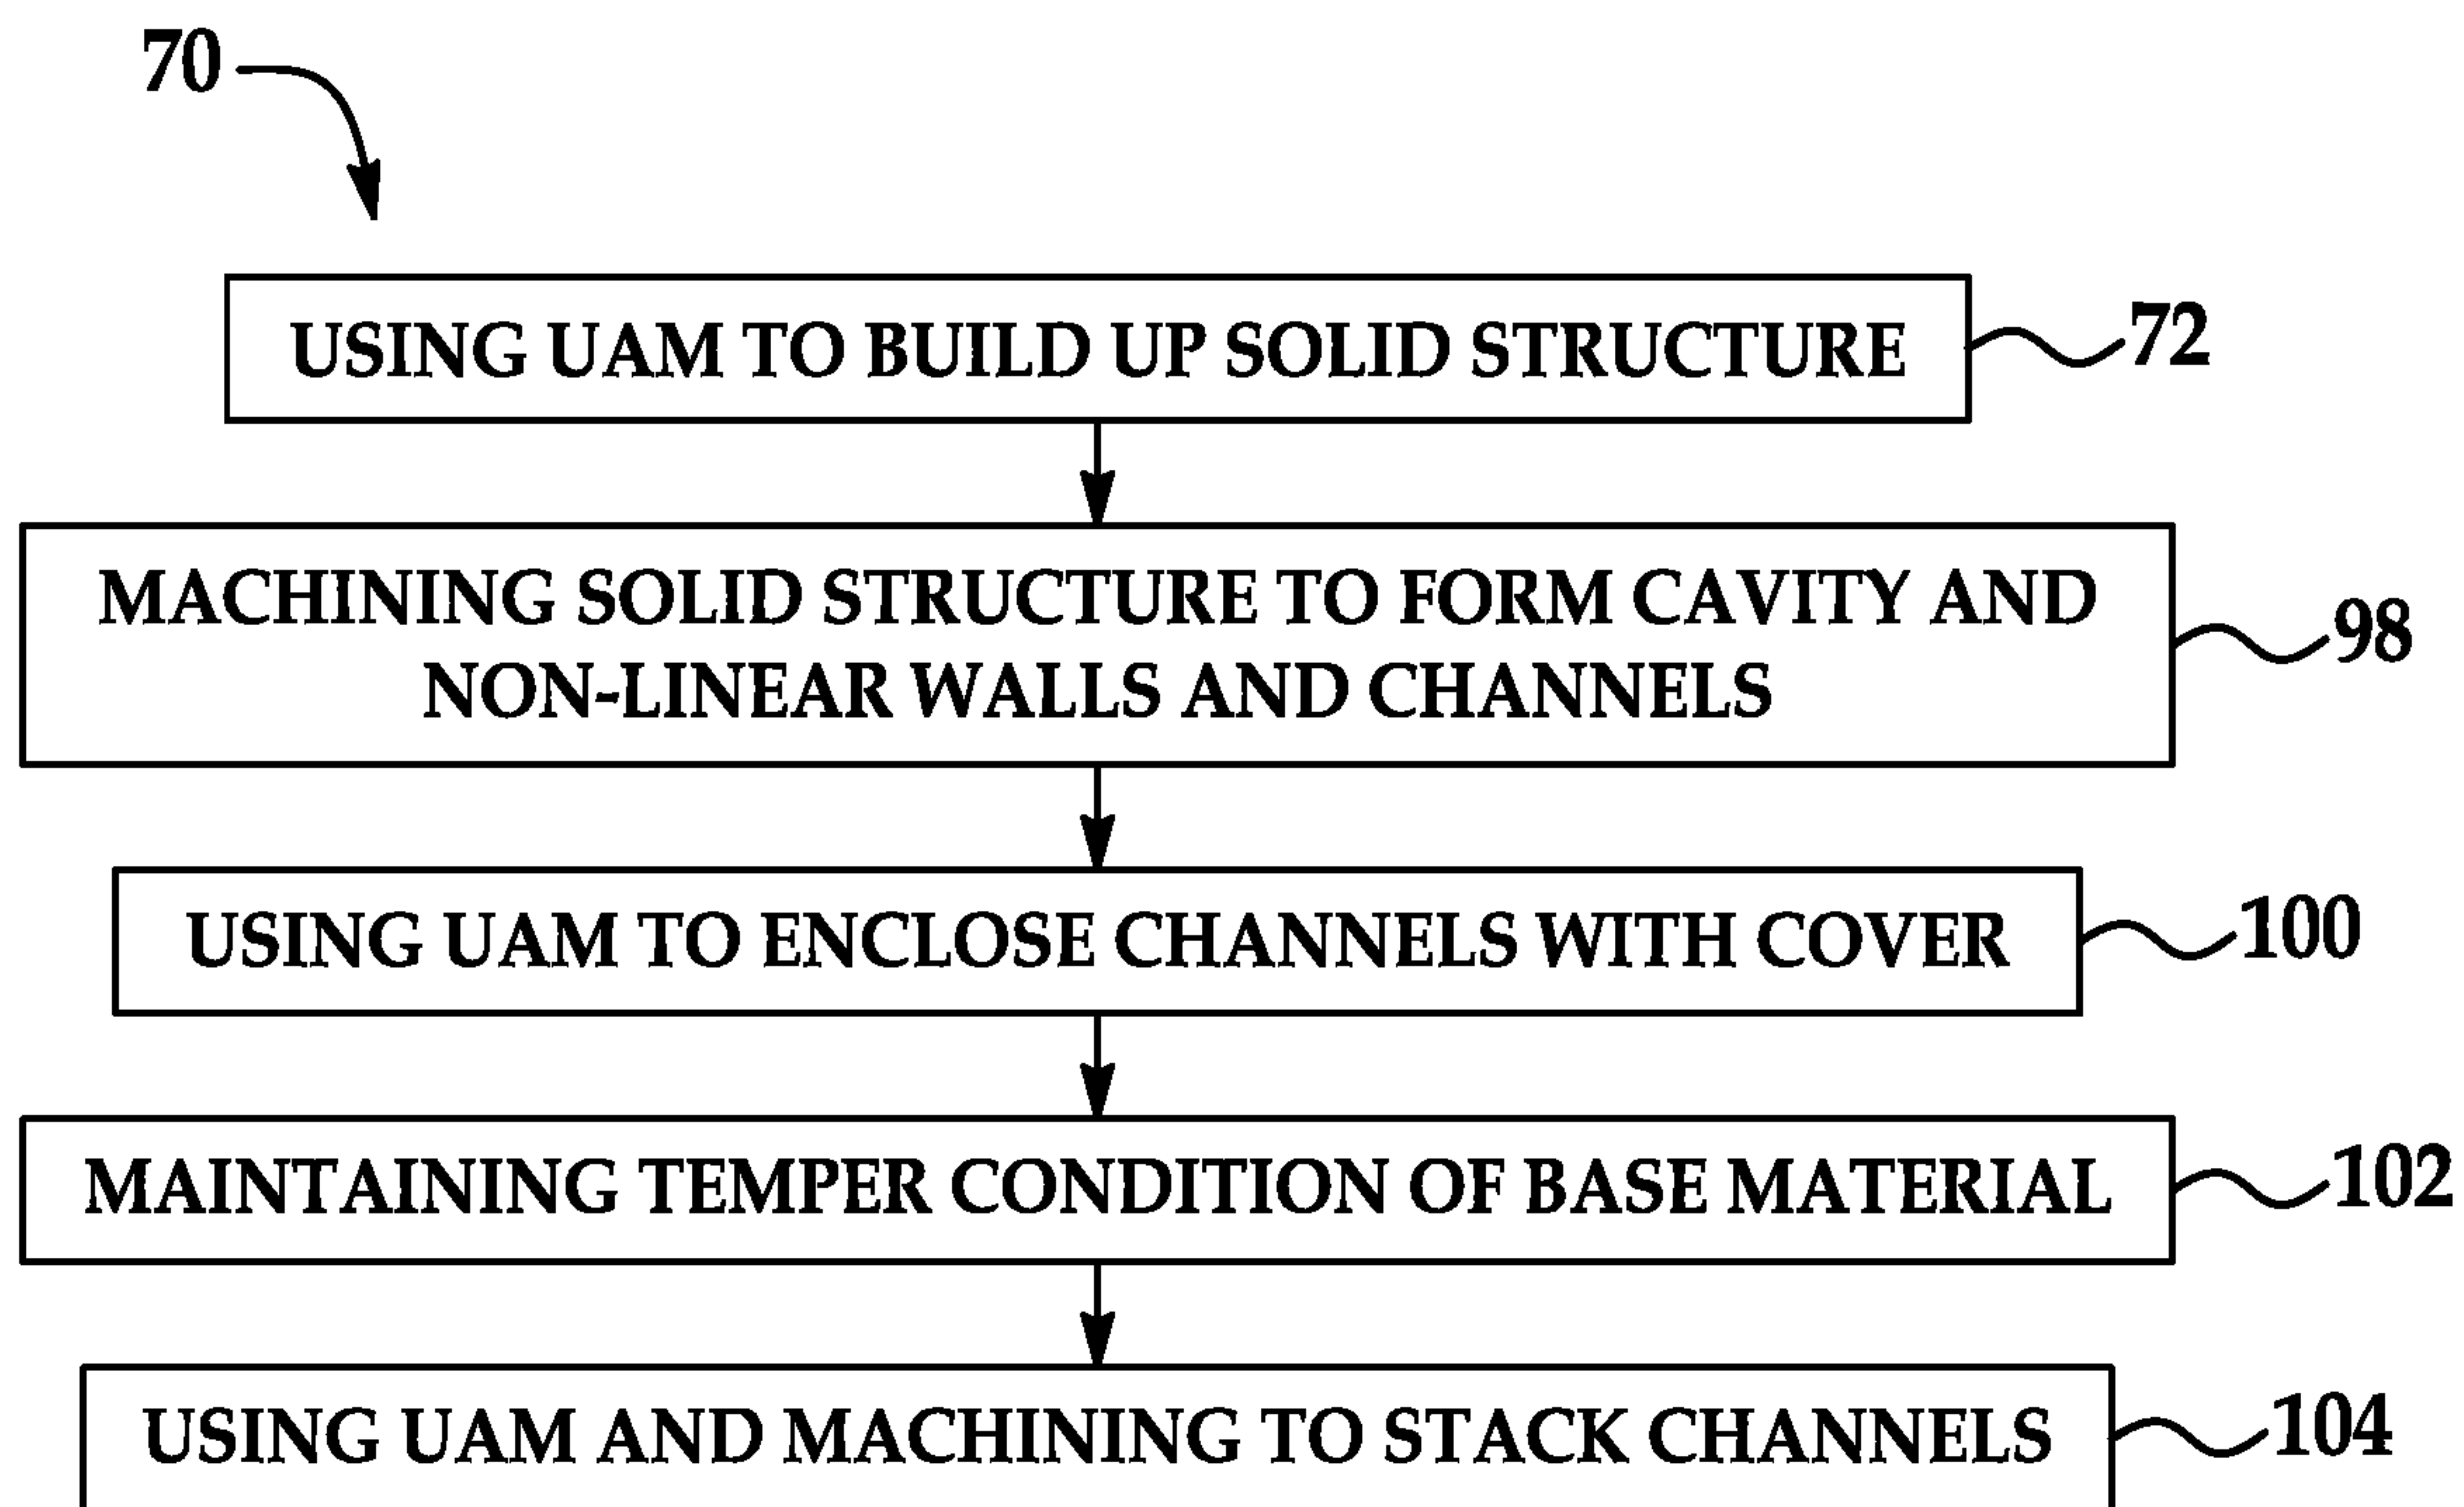 70
USING UAM TO BUILD UP SOLID STRUCTURE
72
MACHINING SOLID STRUCTURE TO FORM CAVITY AND
NON-LINEAR WALLS AND CHANNELS
98
USING UAM TO ENCLOSE CHANNELS WITH COVER
100
MAINTAINING TEMPER CONDITION OF BASE MATERIAL
102
USING UAM AND MACHINING TO STACK CHANNELS
104